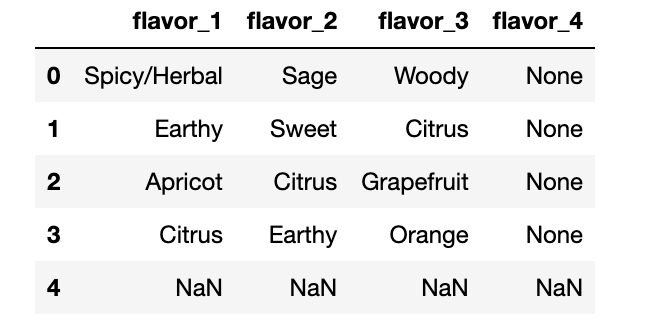 flavor_1 flavor_2 flavor_3 flavor_4
0 Spicy/Herbal Sage Woody None
1 Earthy Sweet Citrus None
2 Apricot Citrus Grapefruit None
3 Citrus Earthy Orange None
4 NaN NaN NaN NaN